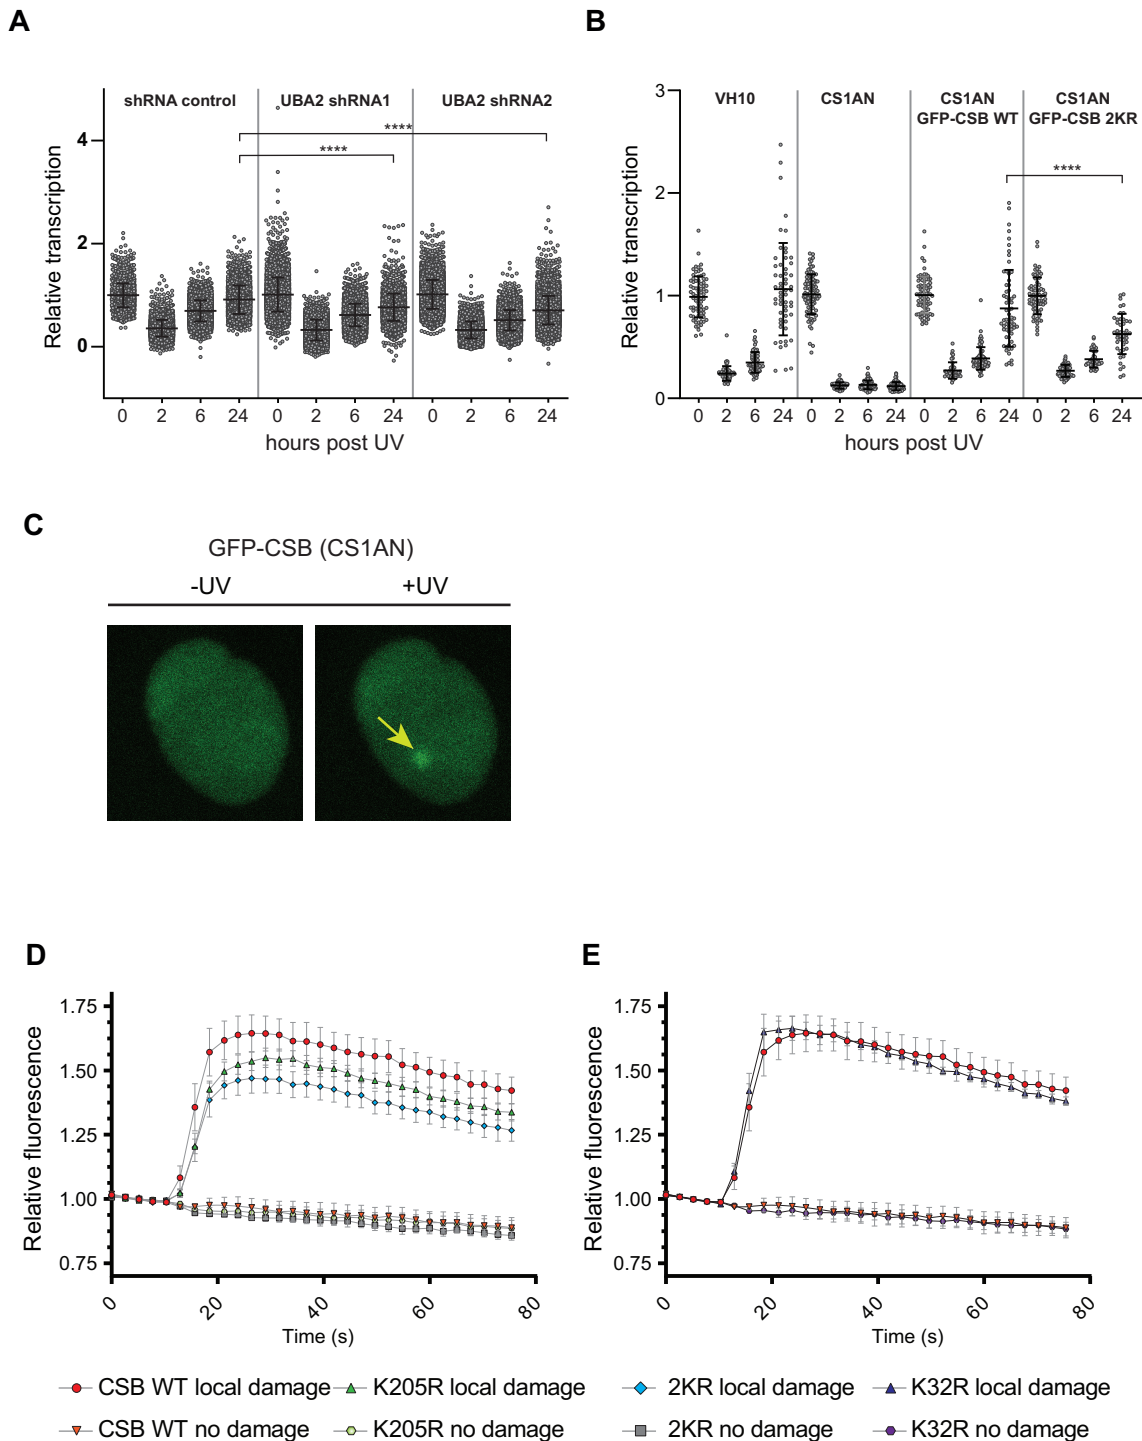 A
shRNA control UBA2 shRNA1 UBA2 shRNA2
****
****
Relative transcription
4
2
0
0 2 6 24 0 2 6 24 0 2 6 24
hours post UV
B
VH10 CS1AN CS1AN GFP-CSB WT CS1AN GFP-CSB 2KR
****
Relative transcription
3
2
1
0
0 2 6 24 0 2 6 24 0 2 6 24 0 2 6 24
hours post UV
C
GFP-CSB (CS1AN)
-UV +UV
D
Relative fluorescence
1.75
1.50
1.25
1.00
0.75
0 20 40 60 80
Time (s)
E
Relative fluorescence
1.75
1.50
1.25
1.00
0.75
0 20 40 60 80
Time (s)
CSB WT local damage K205R local damage 2KR local damage K32R local damage
CSB WT no damage K205R no damage 2KR no damage K32R no damage